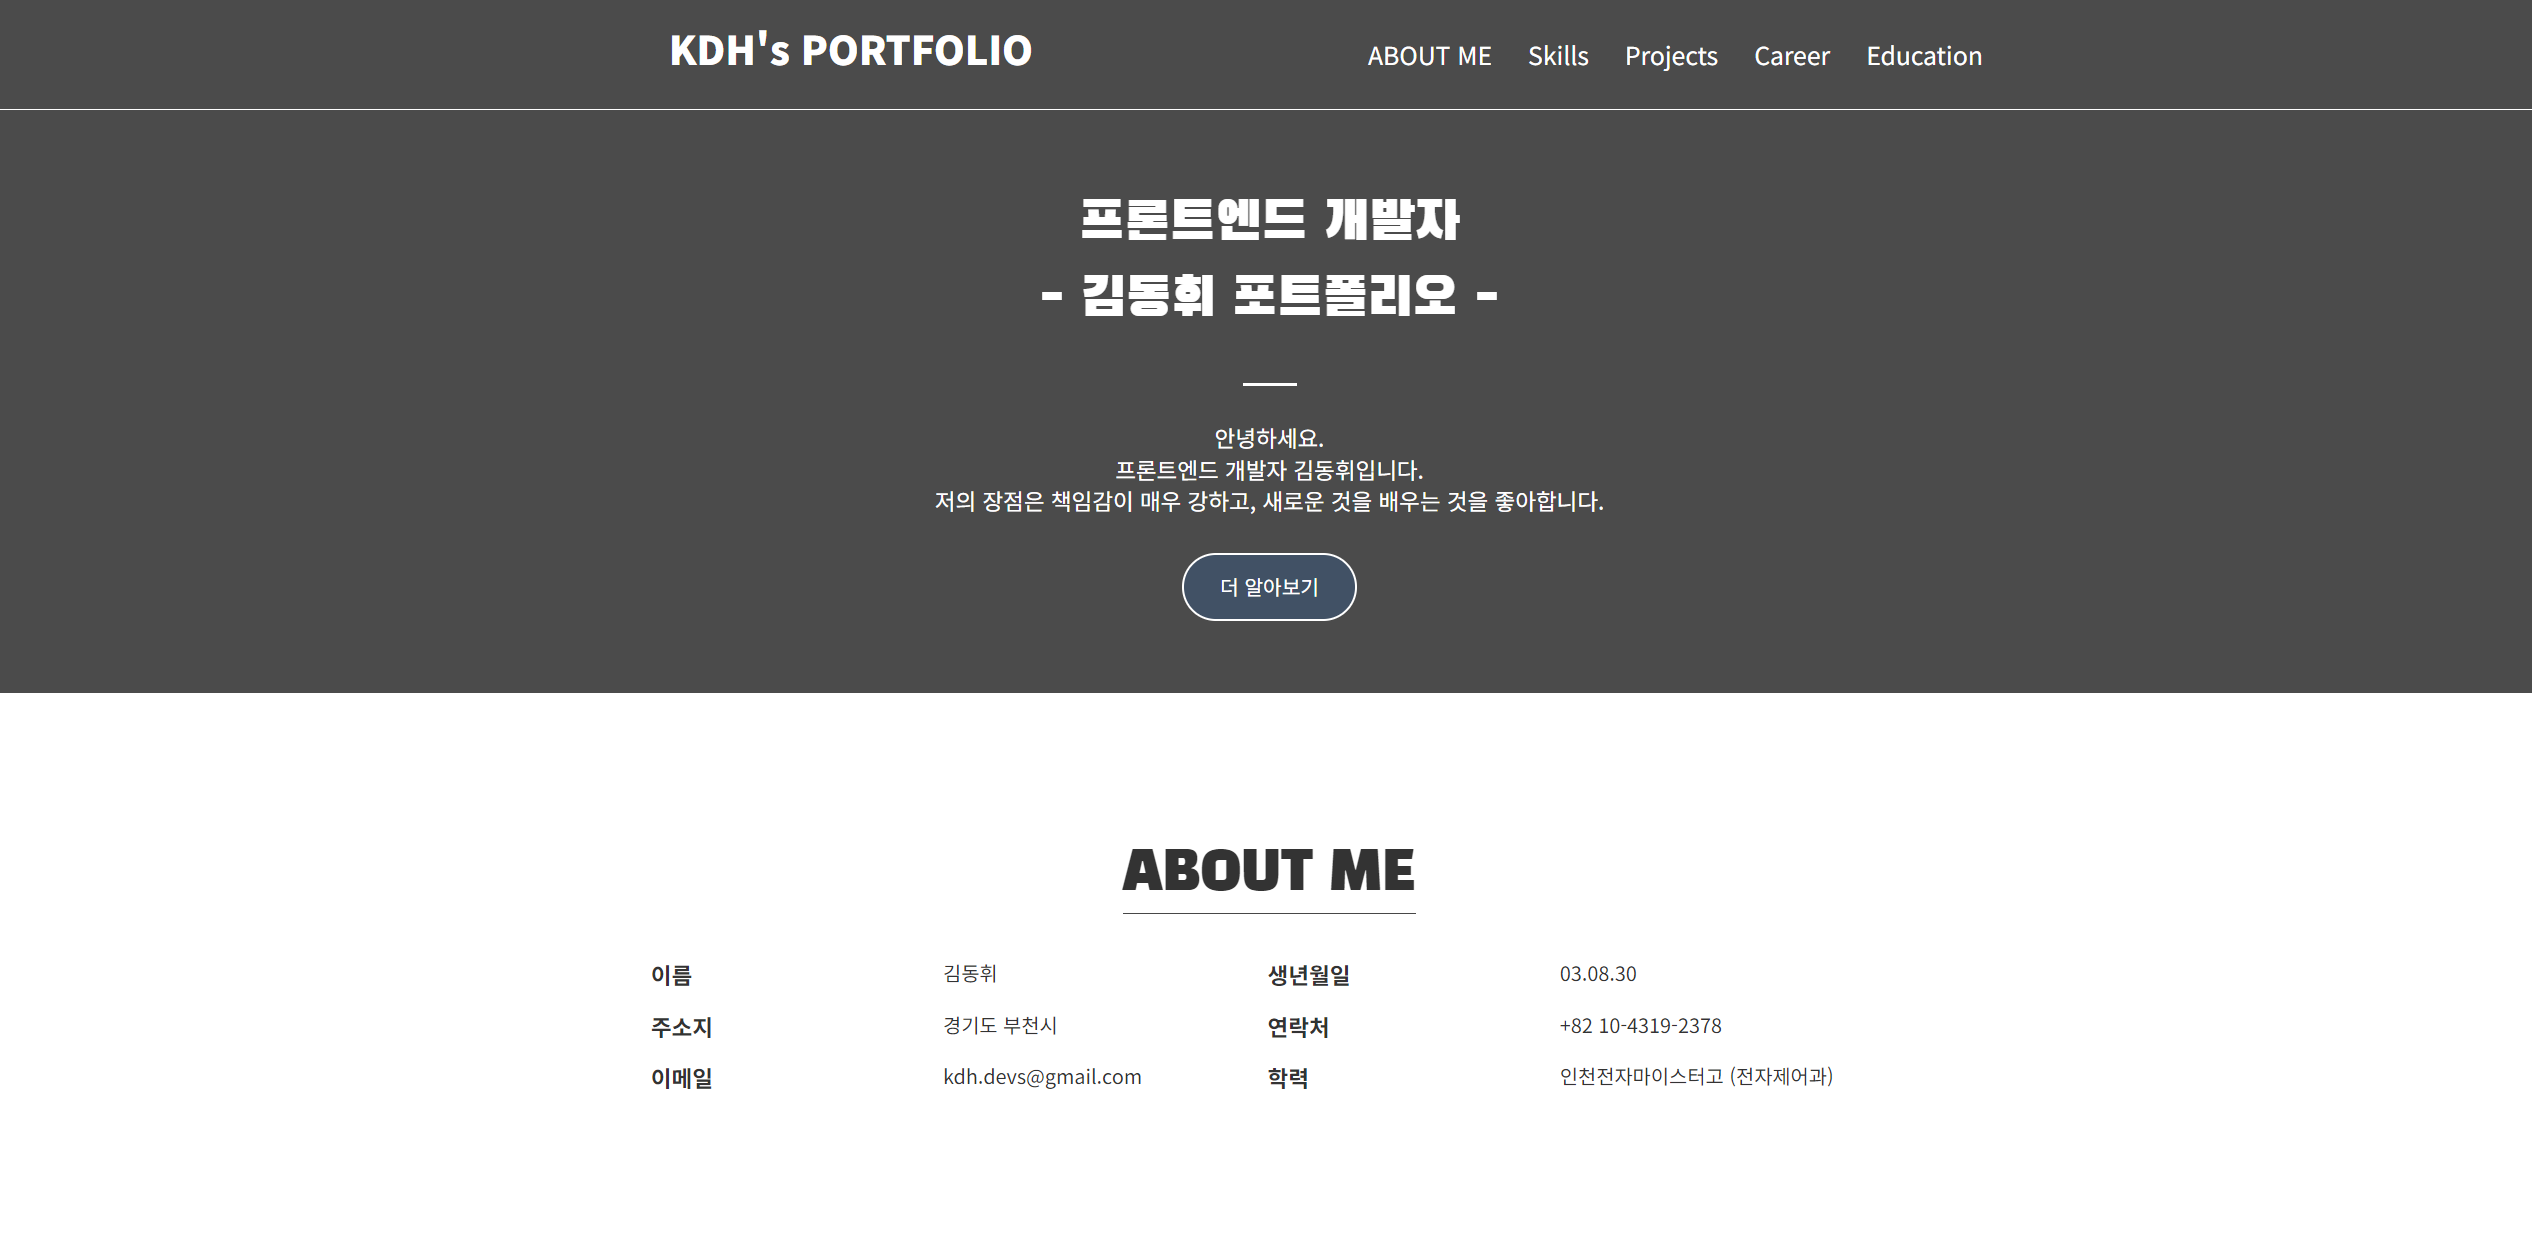 KDH's PORTFOLIO
ABOUT ME Skills Projects Career Education
프론트엔드 개발자
- 김동휘 포트폴리오 -
안녕하세요.
프론트엔드 개발자 김동휘입니다.
저의 장점은 책임감이 매우 강하고, 새로운 것을 배우는 것을 좋아합니다.
더 알아보기
ABOUT ME
이름 김동휘 생년월일 03.08.30
주소지 경기도 부천시 연락처 +82 10-4319-2378
이메일 kdh.devs@gmail.com 학력 인천전자마이스터고 (전자제어과)